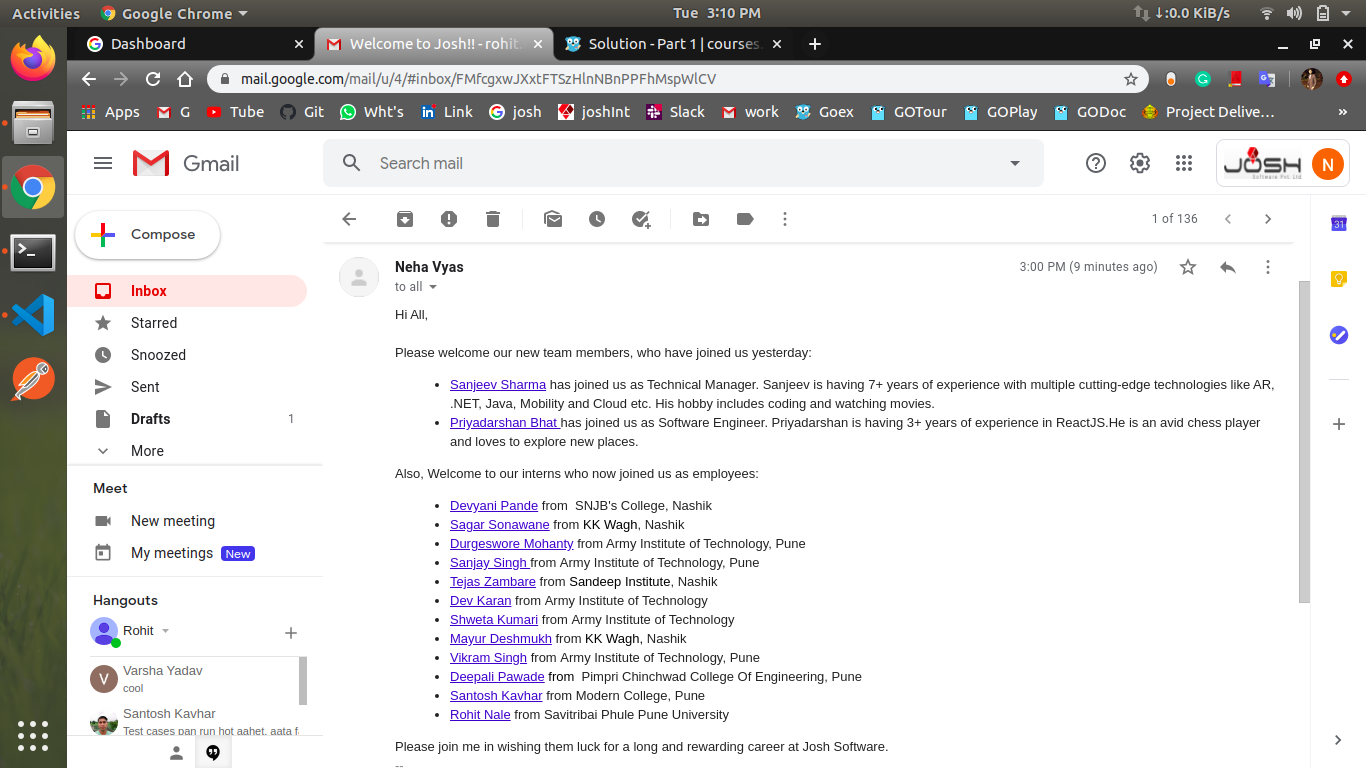 Activities
Google Chrome
Tue 3:10 PM
↓:0.0 KiB/s
Dashboard
Welcome to Josh!! - rohit.
Solution - Part 1 | courses.
mail.google.com/mail/u/4/#inbox/FMfcgxwJXxtFTSzHlnNBnPPFhMspWlCV
Apps
G
Tube
Git
Wht's
Link
josh
joshInt
Slack
work
Goex
GOTour
GOPlay
GODoc
Project Delive…
»
Gmail
Search mail
JOSH
Software Pvt Ltd
N
Compose
1 of 136
31
Inbox
Starred
Snoozed
Sent
Drafts 1
More
Meet
New meeting
My meetings New
Hangouts
Rohit
V
Varsha Yadav
cool
Santosh Kavhar
Test cases pan run hot aahet, aata f
Neha Vyas
3:00 PM (9 minutes ago)
to all
Hi All,
Please welcome our new team members, who have joined us yesterday:
• Sanjeev Sharma has joined us as Technical Manager. Sanjeev is having 7+ years of experience with multiple cutting-edge technologies like AR,
.NET, Java, Mobility and Cloud etc. His hobby includes coding and watching movies.
• Priyadarshan Bhat has joined us as Software Engineer. Priyadarshan is having 3+ years of experience in ReactJS.He is an avid chess player
and loves to explore new places.
Also, Welcome to our interns who now joined us as employees:
• Devyani Pande from  SNJB's College, Nashik
• Sagar Sonawane from KK Wagh, Nashik
• Durgeswore Mohanty from Army Institute of Technology, Pune
• Sanjay Singh from Army Institute of Technology, Pune
• Tejas Zambare from Sandeep Institute, Nashik
• Dev Karan from Army Institute of Technology
• Shweta Kumari from Army Institute of Technology
• Mayur Deshmukh from KK Wagh, Nashik
• Vikram Singh from Army Institute of Technology, Pune
• Deepali Pawade from  Pimpri Chinchwad College Of Engineering, Pune
• Santosh Kavhar from Modern College, Pune
• Rohit Nale from Savitribai Phule Pune University
Please join me in wishing them luck for a long and rewarding career at Josh Software.
--